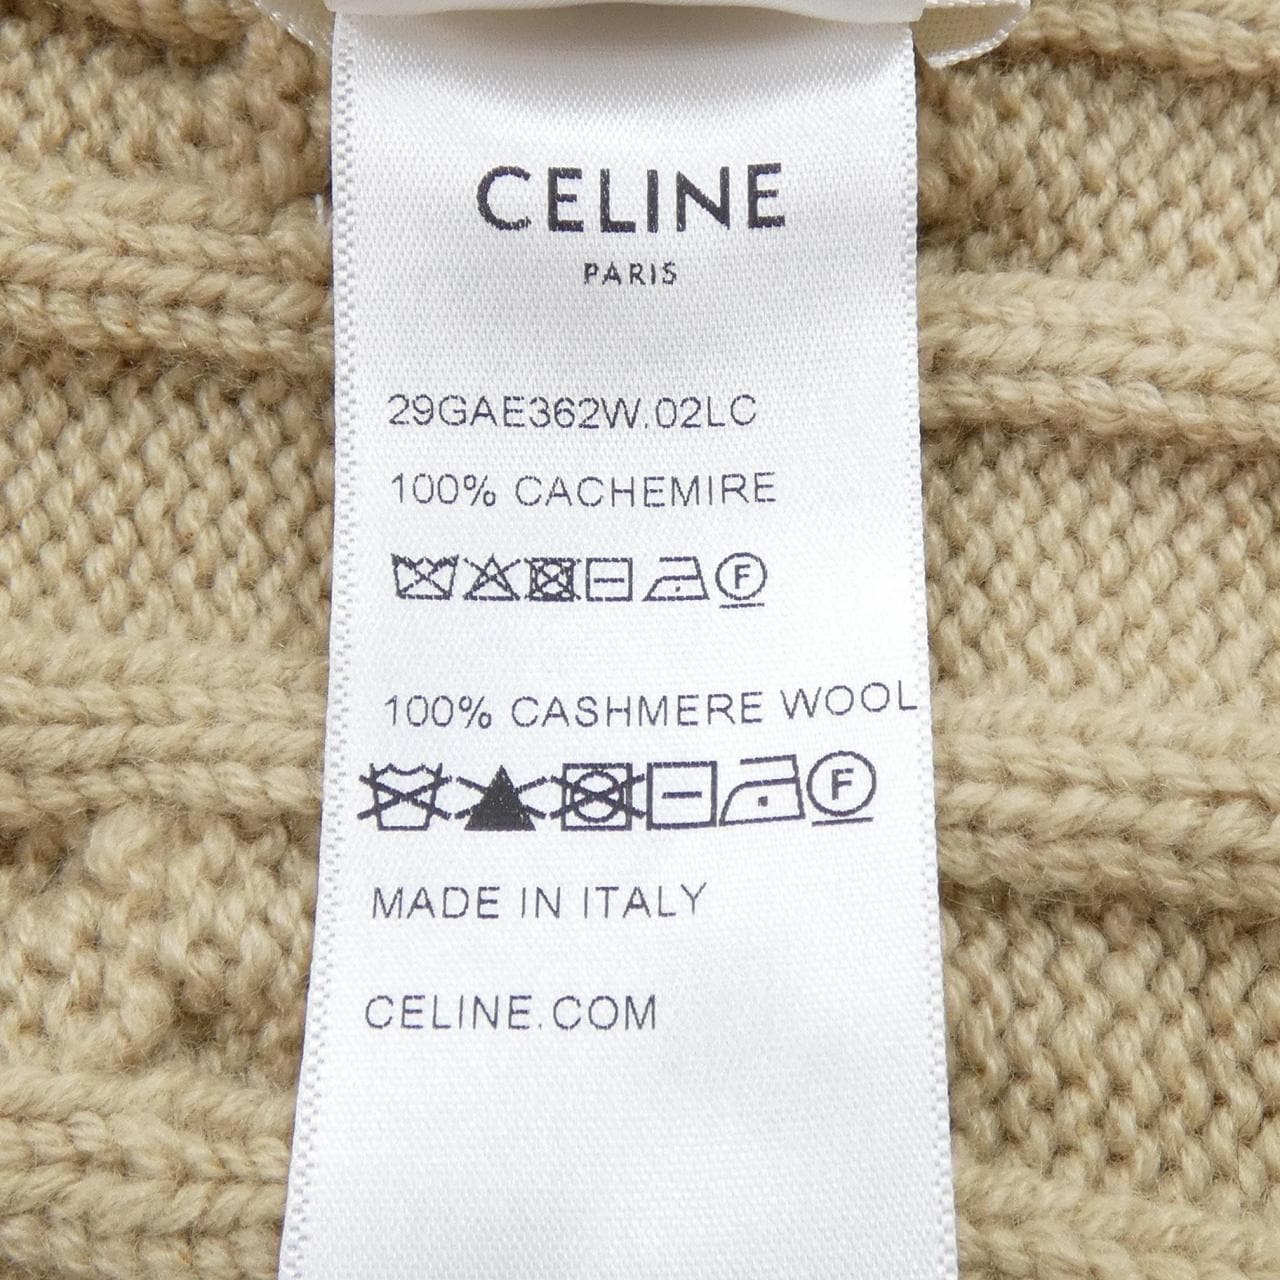 CELINE
PARIS
29GAE362W.02LC
100% CACHEMIRE
F
100% CASHMERE WOOL
F
MADE IN ITALY
CELINE.COM